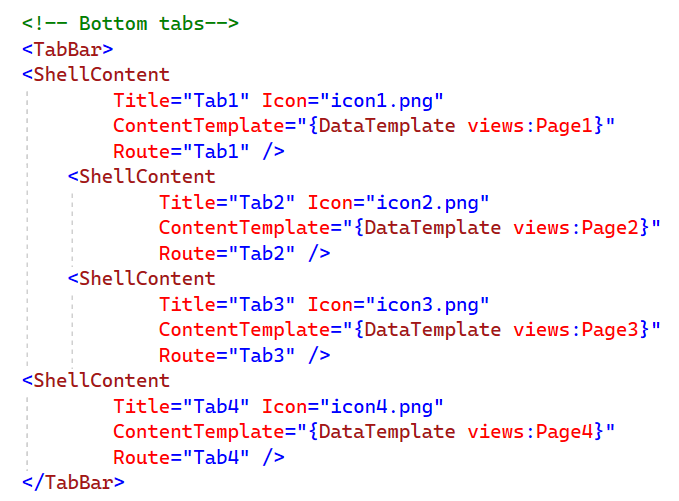 <!-- Bottom tabs-->
<TabBar>
<ShellContent
Title="Tab1" Icon="icon1.png"
ContentTemplate="{DataTemplate views:Page1}"
Route="Tab1" />
<ShellContent
Title="Tab2" Icon="icon2.png"
ContentTemplate="{DataTemplate views:Page2}"
Route="Tab2" />
<ShellContent
Title="Tab3" Icon="icon3.png"
ContentTemplate="{DataTemplate views:Page3}"
Route="Tab3" />
<ShellContent
Title="Tab4" Icon="icon4.png"
ContentTemplate="{DataTemplate views:Page4}"
Route="Tab4" />
</TabBar>